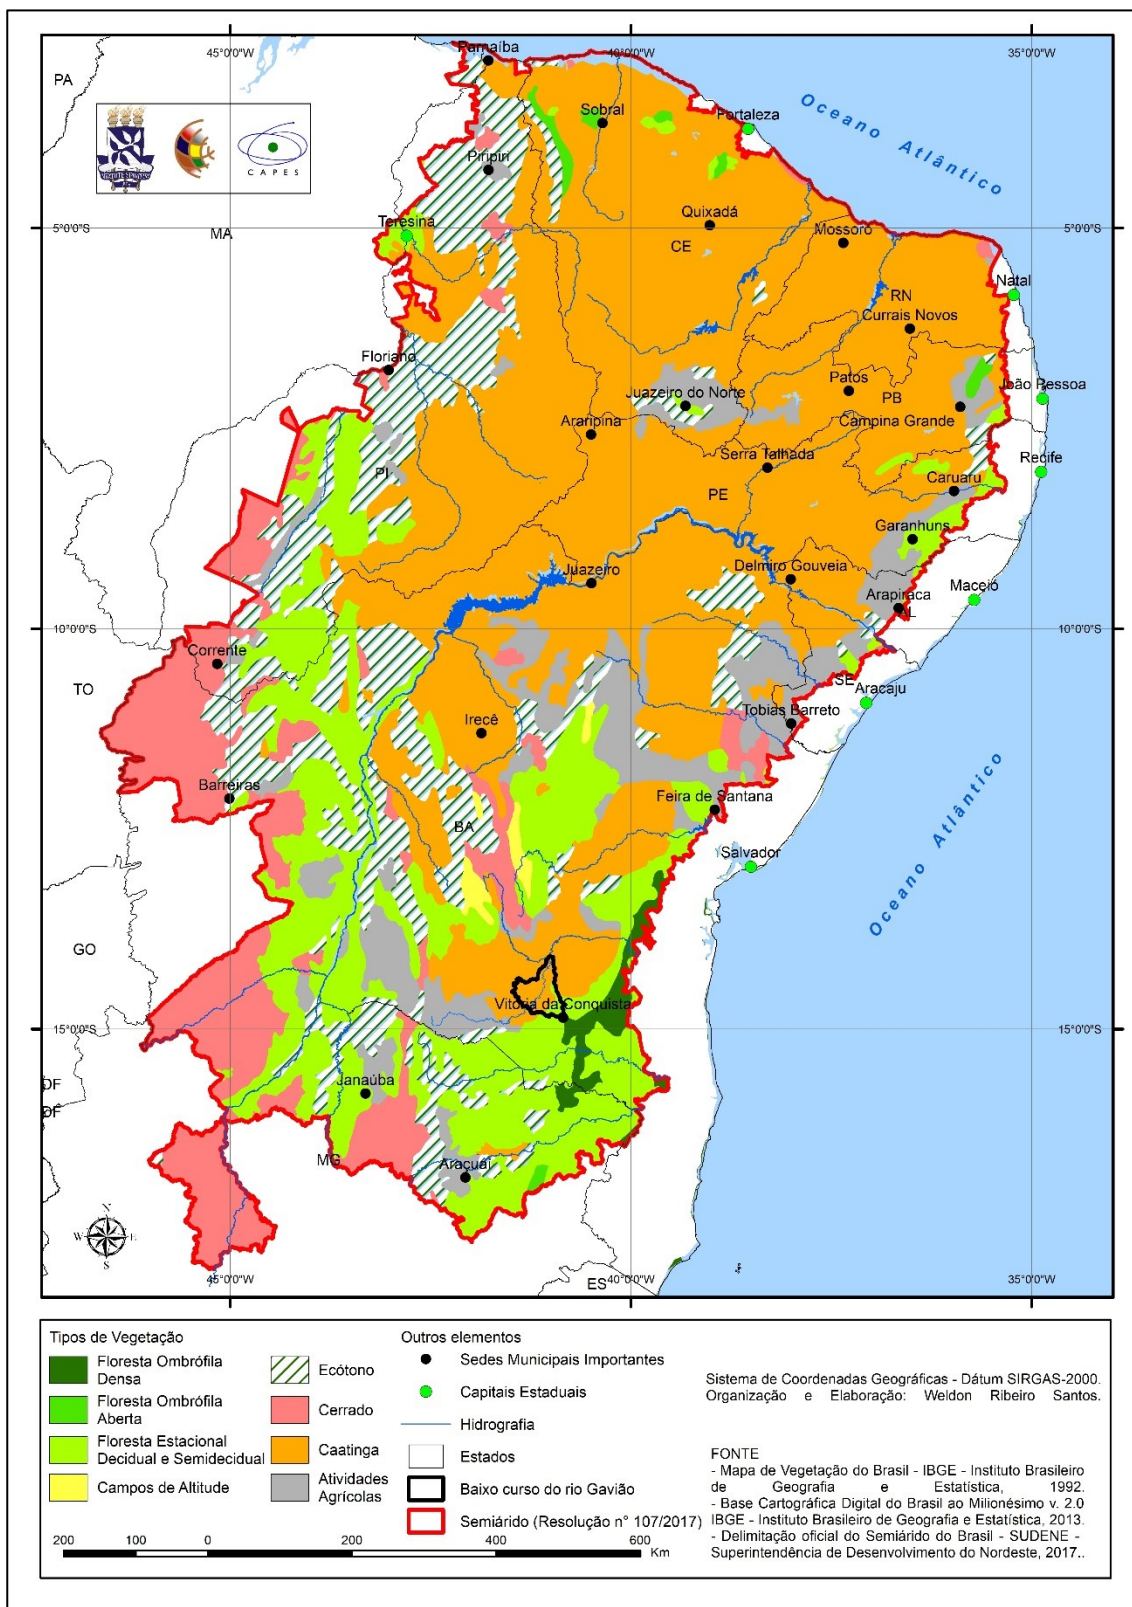 45°0'0"W
40°0'0"W
35°0'0"W
Parnaíba
PA
Sobral
Fortaleza
Oceano Atlântico
CAPES
Piripiri
Teresina
MA
5°0'0"S
Quixadá
CE
Mossoró
5°0'0"S
Natal
RN
Currais Novos
Floriano
Juazeiro do Norte
Patos
PB
João Pessoa
Araripina
Campina Grande
Serra Talhada
Recife
PI
PE
Caruaru
Garanhuns
Juazeiro
Delmiro Gouveia
Maceió
Arapiraca
AL
10°0'0"S
10°0'0"S
Corrente
TO
SE
Aracaju
Irecê
Tobias Barreto
Barreiras
Feira de Santana
BA
Salvador
Oceano Atlântico
GO
Vitória da Conquista
15°0'0"S
15°0'0"S
DF
DF
Janaúba
MG
Araçuaí
N
W E
S
45°0'0"W
ES
40°0'0"W
35°0'0"W
Tipos de Vegetação
Floresta Ombrófila
Densa
Floresta Ombrófila
Aberta
Floresta Estacional
Decidual e Semidecidual
Campos de Altitude
Ecótono
Cerrado
Caatinga
Atividades
Agrícolas
Outros elementos
Sedes Municipais Importantes
Capitais Estaduais
Hidrografia
Estados
Baixo curso do rio Gavião
Semiárido (Resolução n° 107/2017)
200 100 0 200 400 600
Km
Sistema de Coordenadas Geográficas - Dátum SIRGAS-2000.
Organização e Elaboração: Weldon Ribeiro Santos.
FONTE
- Mapa de Vegetação do Brasil - IBGE - Instituto Brasileiro
de Geografia e Estatística, 1992.
- Base Cartográfica Digital do Brasil ao Milionésimo v. 2.0
IBGE - Instituto Brasileiro de Geografia e Estatística, 2013.
- Delimitação oficial do Semiárido do Brasil - SUDENE -
Superintendência de Desenvolvimento do Nordeste, 2017..